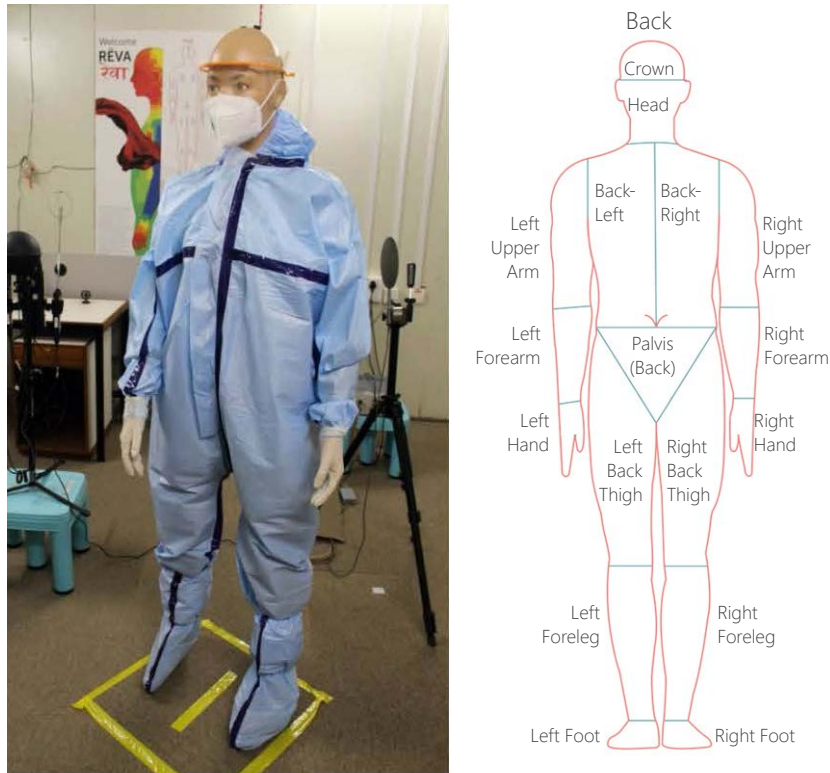 Welcome
RĒVA
रेवा
Back
Crown
Head
Back-
Left
Back-
Right
Left
Upper
Arm
Right
Upper
Arm
Left
Forearm
Palvis
(Back)
Right
Forearm
Left
Hand
Left
Back
Thigh
Right
Back
Thigh
Right
Hand
Left
Foreleg
Right
Foreleg
Left Foot
Right Foot